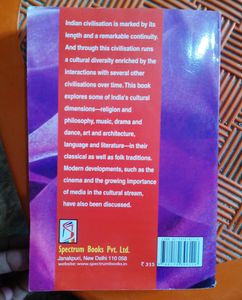 Indian civilisation is marked by its
length and a remarkable continuity.
And through this civilisation runs
a cultural diversity enriched by the
interactions with several other
civilisations over time. This book
explores some of India's cultural
dimensions—religion and
philosophy, music, drama and
dance, art and architecture,
language and literature—in their
classical as well as folk traditions.
Modern developments, such as
the cinema and the growing
importance of media in the cultural stream,
have also been discussed.
Spectrum Books Pvt. Ltd.
Janakpuri, New Delhi 110 058
website: www.spectrumbooks.in
₹ 315